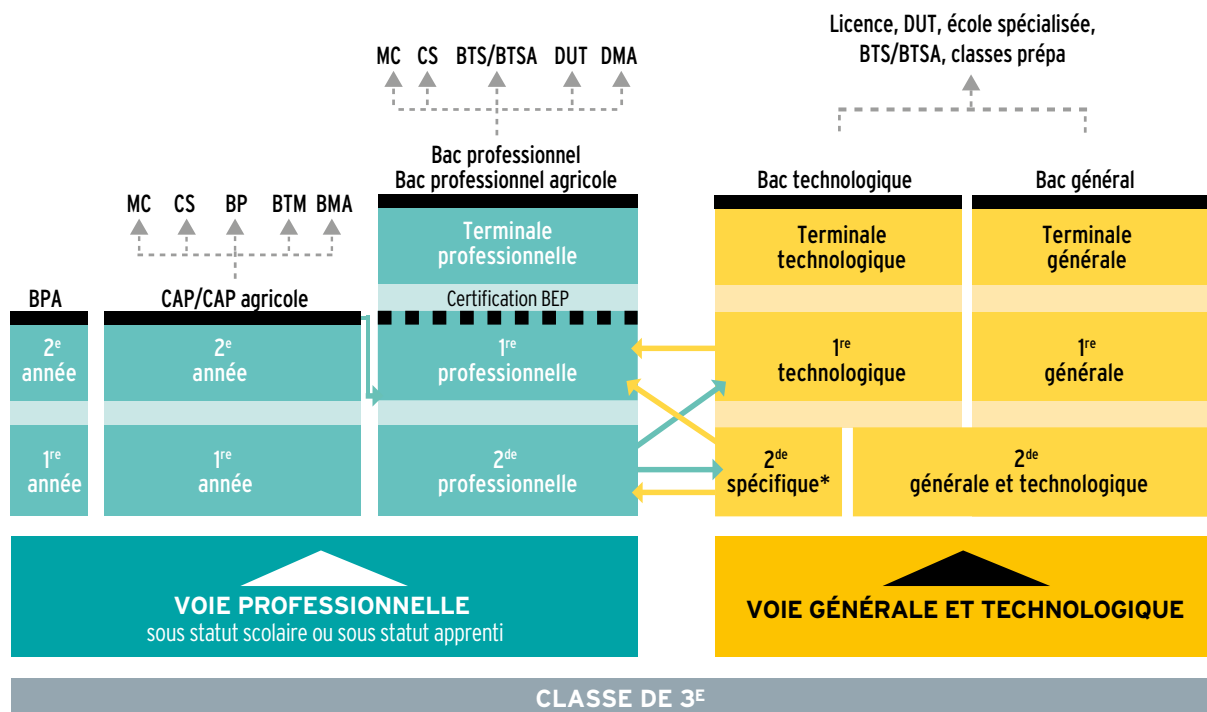 Licence, DUT, école spécialisée,
BTS/BTSA, classes prépa
MC CS BTS/BTSA DUT DMA
Bac professionnel
Bac professionnel agricole
Bac technologique
Bac général
MC CS BP BTM BMA
Terminale
professionnelle
Terminale
technologique
Terminale
générale
BPA
CAP/CAP agricole
Certification BEP
2e
année
2e
année
1re
professionnelle
1re
technologique
1re
générale
1re
année
1re
année
2de
professionnelle
2de
spécifique*
2de
générale et technologique
VOIE PROFESSIONNELLE
sous statut scolaire ou sous statut apprenti
VOIE GÉNÉRALE ET TECHNOLOGIQUE
CLASSE DE 3E